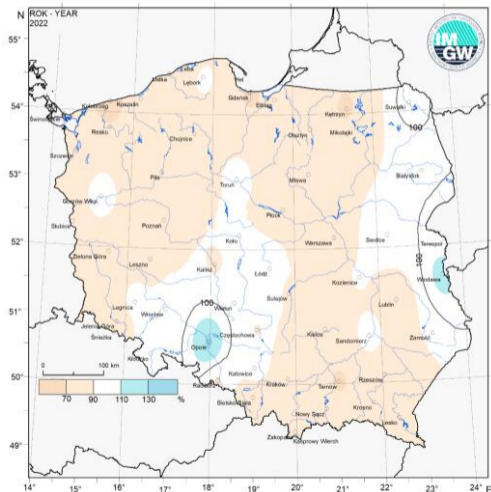 N
ROK - YEAR
2022
IM
GW
55°
Łeba
Ustka
Lębork
Hel
Gdańsk
Elbląg
Kołobrzeg
Koszalin
Resko
Świnoujście
54°
Suwałki
100
Kętrzyn
Mikołajki
Olsztyn
Chojnice
Szczecin
Białystok
53°
Piła
Toruń
Mława
Gorzów Wlkp.
Płock
Słubice
Poznań
Koło
Warszawa
Siedlce
Terespol
52°
Zielona Góra
Leszno
Kalisz
Łódź
100
Włodawa
Kozienice
Sulejów
Lublin
Legnica
Wrocław
100
Wieluń
51°
Jelenia Góra
Śnieżka
Częstochowa
Kielce
Sandomierz
Zamość
Opole
Kłodzko
0
100 km
Katowice
50°
Racibórz
Kraków
Tarnów
Rzeszów
70
90
110
130
%
Bielsko-Biała
Nowy Sącz
Krosno
Lesko
Zakopane
Kasprowy Wierch
49°
14°
15°
16°
17°
18°
19°
20°
21°
22°
23°
24°
E